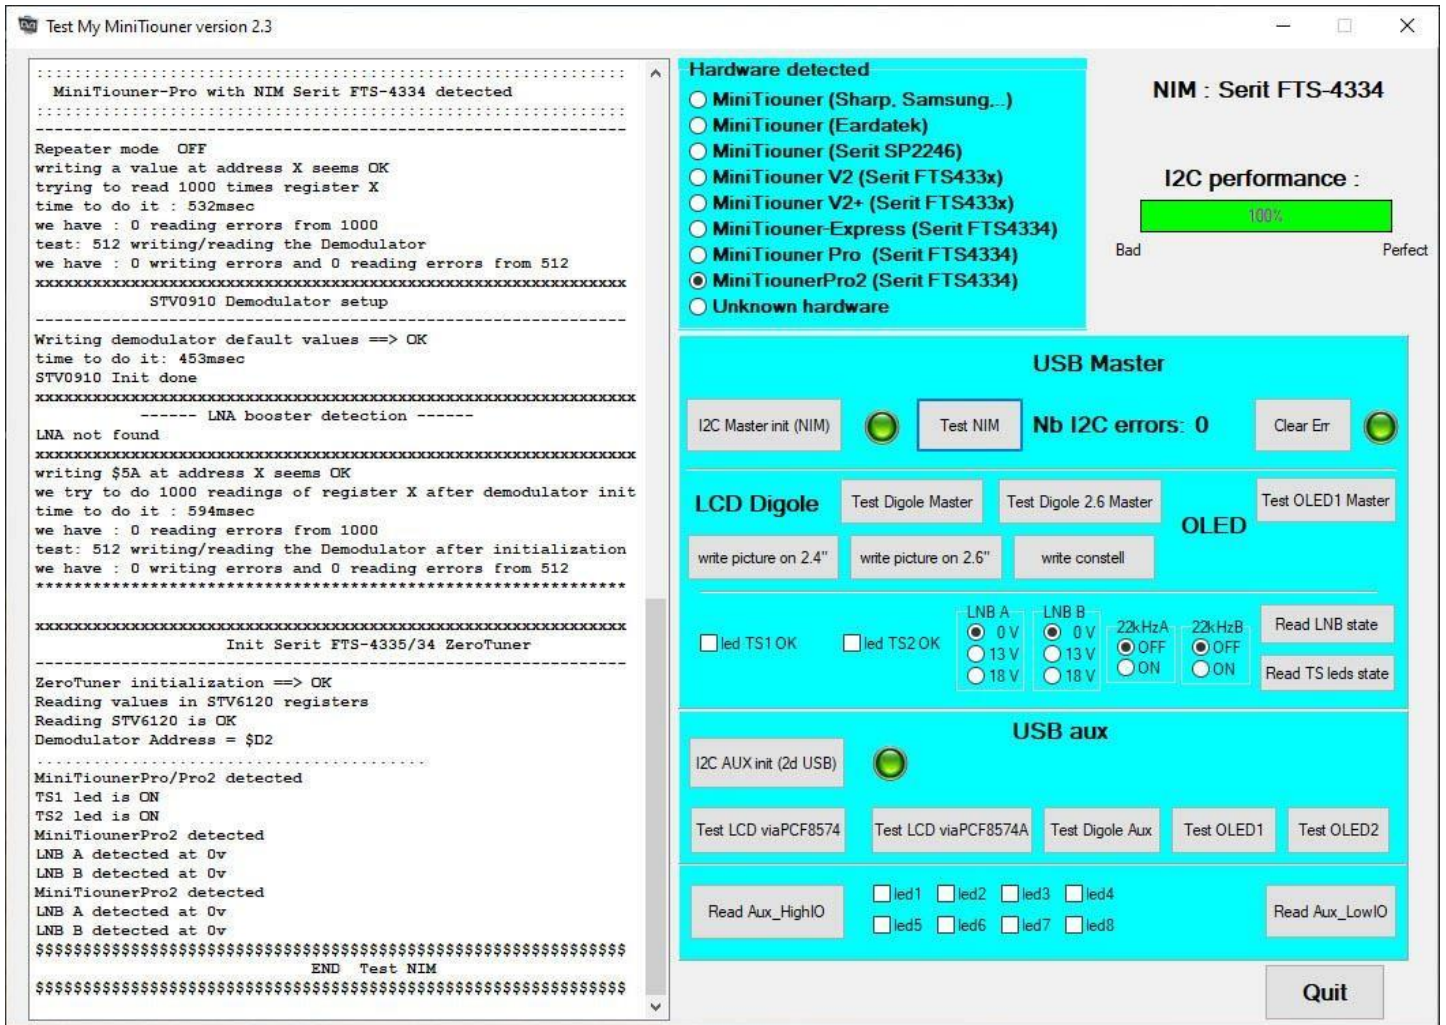 Test My MiniTiouner version 2.3
::::::::::::::::::::::::::::::::::::::::::::::::::::::::::::::
MiniTiouner-Pro with NIM Serit FTS-4334 detected
::::::::::::::::::::::::::::::::::::::::::::::::::::::::::::::
--------------------------------------------------------------
Repeater mode  OFF
writing a value at address X seems OK
trying to read 1000 times register X
time to do it : 532msec
we have : 0 reading errors from 1000
test: 512 writing/reading the Demodulator
we have : 0 writing errors and 0 reading errors from 512
xxxxxxxxxxxxxxxxxxxxxxxxxxxxxxxxxxxxxxxxxxxxxxxxxxxxxxxxxxxxxx
STV0910 Demodulator setup
--------------------------------------------------------------
Writing demodulator default values ==> OK
time to do it: 453msec
STV0910 Init done
xxxxxxxxxxxxxxxxxxxxxxxxxxxxxxxxxxxxxxxxxxxxxxxxxxxxxxxxxxxxxxx
------ LNA booster detection ------
LNA not found
xxxxxxxxxxxxxxxxxxxxxxxxxxxxxxxxxxxxxxxxxxxxxxxxxxxxxxxxxxxxxxx
writing $5A at address X seems OK
we try to do 1000 readings of register X after demodulator init
time to do it : 594msec
we have : 0 reading errors from 1000
test: 512 writing/reading the Demodulator after initialization
we have : 0 writing errors and 0 reading errors from 512
**************************************************************
xxxxxxxxxxxxxxxxxxxxxxxxxxxxxxxxxxxxxxxxxxxxxxxxxxxxxxxxxxxxxx
Init Serit FTS-4335/34 ZeroTuner
--------------------------------------------------------------
ZeroTuner initialization ==> OK
Reading values in STV6120 registers
Reading STV6120 is OK
Demodulator Address = $D2
.........................................
MiniTiounerPro/Pro2 detected
TS1 led is ON
TS2 led is ON
MiniTiounerPro2 detected
LNB A detected at 0v
LNB B detected at 0v
MiniTiounerPro2 detected
LNB A detected at 0v
LNB B detected at 0v
$$$$$$$$$$$$$$$$$$$$$$$$$$$$$$$$$$$$$$$$$$$$$$$$$$$$$$$$$$$$$$
END  Test NIM
$$$$$$$$$$$$$$$$$$$$$$$$$$$$$$$$$$$$$$$$$$$$$$$$$$$$$$$$$$$$$$
Hardware detected
MiniTiouner (Sharp, Samsung,..)
MiniTiouner (Eardatek)
MiniTiouner (Serit SP2246)
MiniTiouner V2 (Serit FTS433x)
MiniTiouner V2+ (Serit FTS433x)
MiniTiouner-Express (Serit FTS4334)
MiniTiouner Pro  (Serit FTS4334)
MiniTiounerPro2 (Serit FTS4334)
Unknown hardware
NIM : Serit FTS-4334
I2C performance :
100%
Bad Perfect
USB Master
I2C Master init (NIM) Test NIM Nb I2C errors: 0 Clear Err
LCD Digole Test Digole Master Test Digole 2.6 Master OLED Test OLED1 Master
write picture on 2.4" write picture on 2.6" write constell
led TS1 OK led TS2 OK
LNB A
0 V
13 V
18 V
LNB B
0 V
13 V
18 V
22kHzA
OFF
ON
22kHzB
OFF
ON
Read LNB state
Read TS leds state
USB aux
I2C AUX init (2d USB)
Test LCD viaPCF8574 Test LCD viaPCF8574A Test Digole Aux Test OLED1 Test OLED2
Read Aux_HighIO
led1 led2 led3 led4
led5 led6 led7 led8
Read Aux_LowIO
Quit